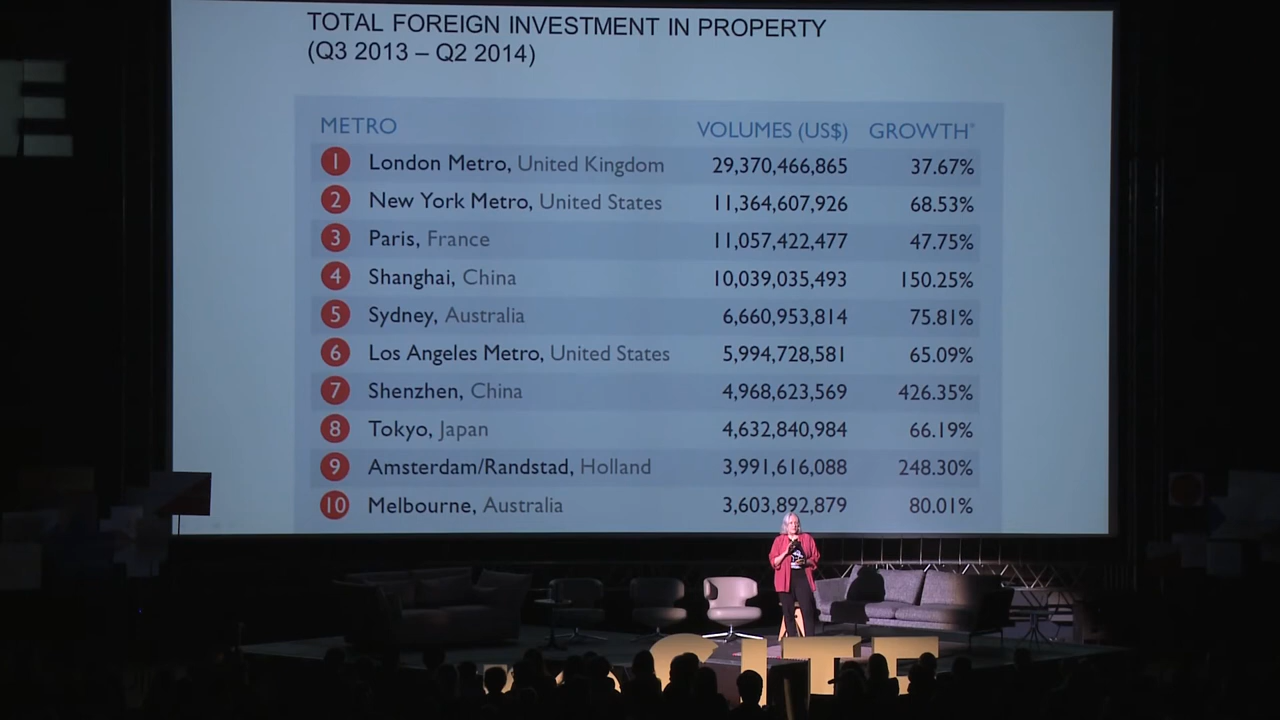 TOTAL FOREIGN INVESTMENT IN PROPERTY
(Q3 2013 – Q2 2014)
METRO VOLUMES (US$) GROWTH*
1 London Metro, United Kingdom 29,370,466,865 37.67%
2 New York Metro, United States 11,364,607,926 68.53%
3 Paris, France 11,057,422,477 47.75%
4 Shanghai, China 10,039,035,493 150.25%
5 Sydney, Australia 6,660,953,814 75.81%
6 Los Angeles Metro, United States 5,994,728,581 65.09%
7 Shenzhen, China 4,968,623,569 426.35%
8 Tokyo, Japan 4,632,840,984 66.19%
9 Amsterdam/Randstad, Holland 3,991,616,088 248.30%
10 Melbourne, Australia 3,603,892,879 80.01%